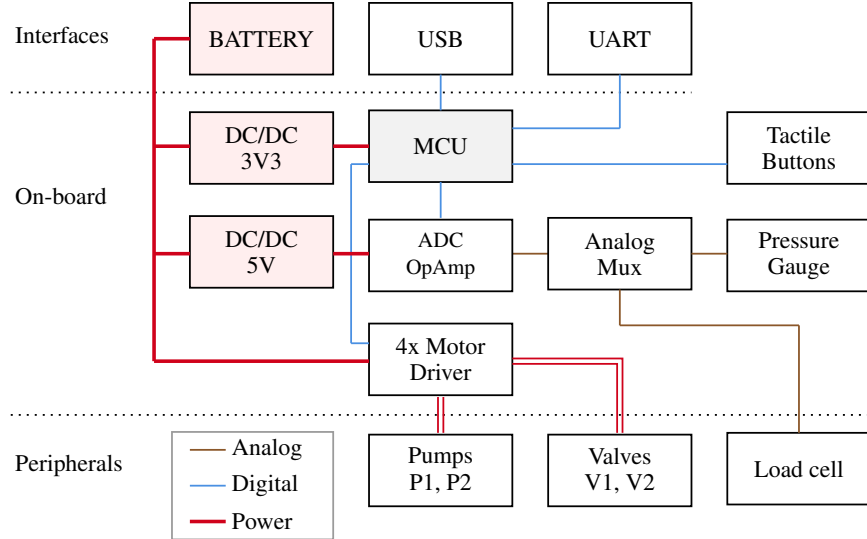 Interfaces
BATTERY
USB
UART
On-board
DC/DC
3V3
MCU
Tactile
Buttons
DC/DC
5V
ADC
OpAmp
Analog
Mux
Pressure
Gauge
4x Motor
Driver
Peripherals
Analog
Digital
Power
Pumps
P1, P2
Valves
V1, V2
Load cell